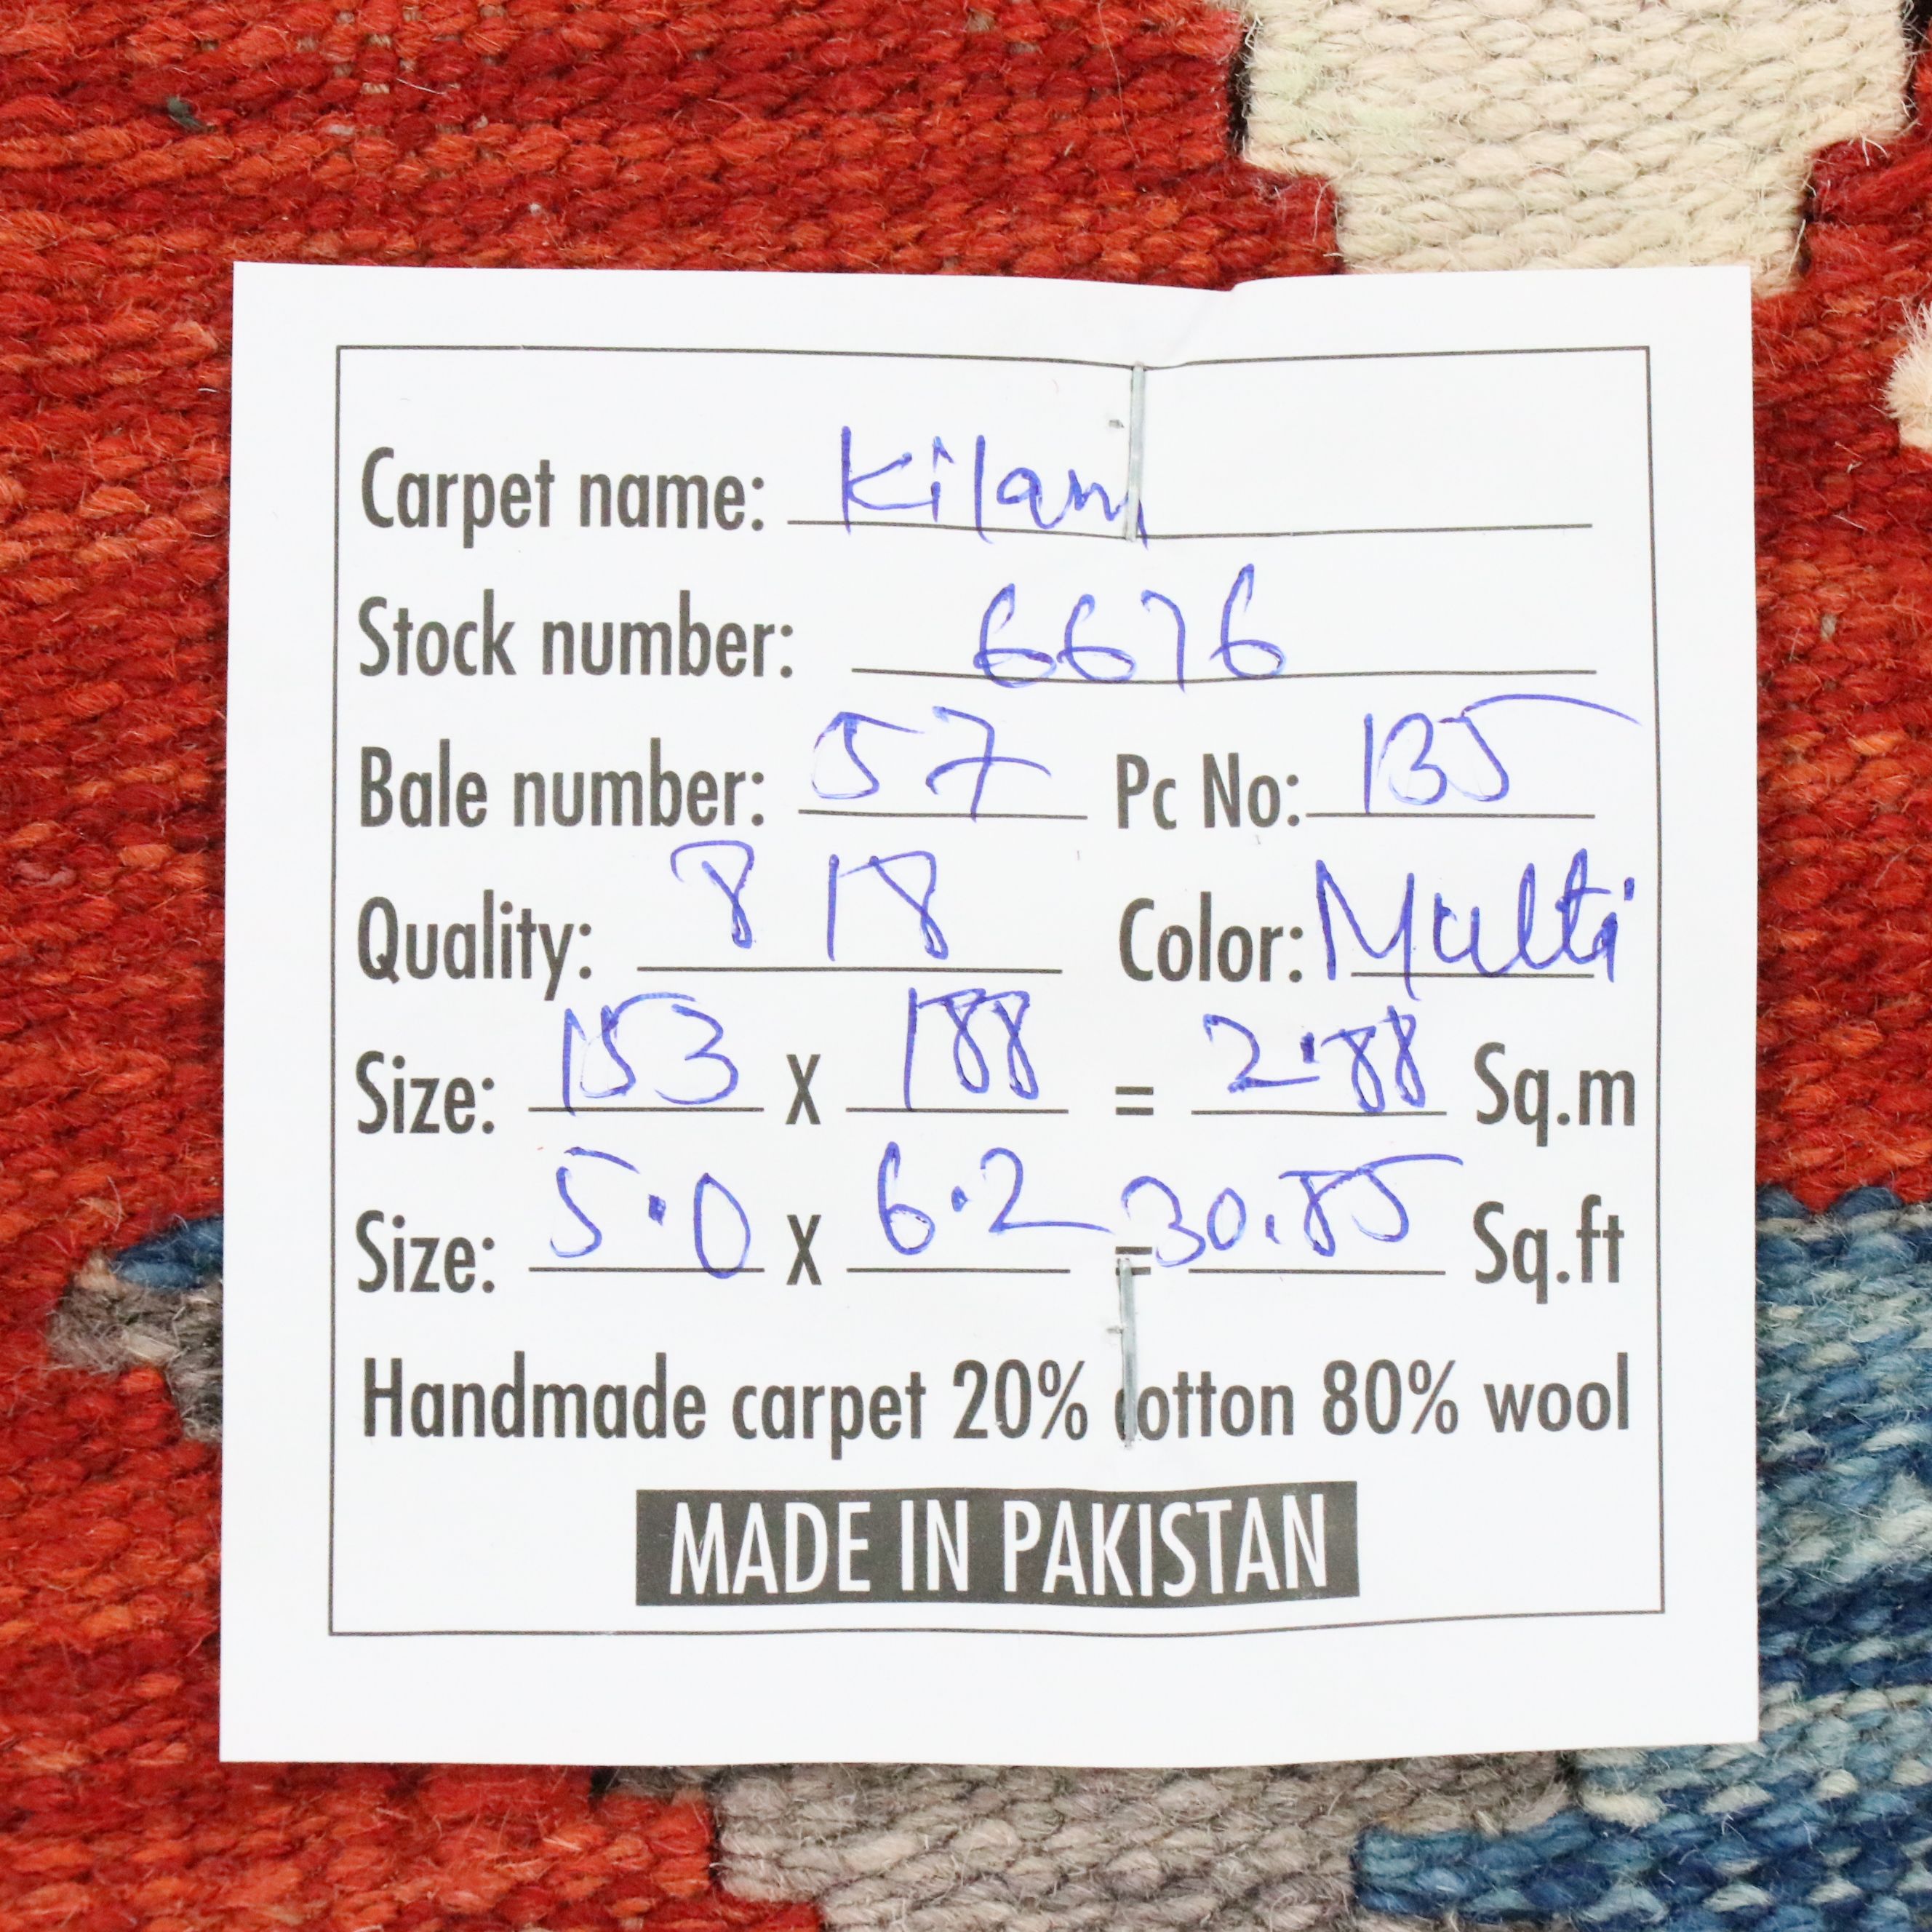 Carpet name: Kilam
Stock number: 6676
Bale number: 57 Pc No: 135
Quality: 8 18 Color: Multi
Size: 153 X 188 = 2.88 Sq.m
Size: 5.0 X 6.2 = 30.85 Sq.ft
Handmade carpet 20% cotton 80% wool
MADE IN PAKISTAN